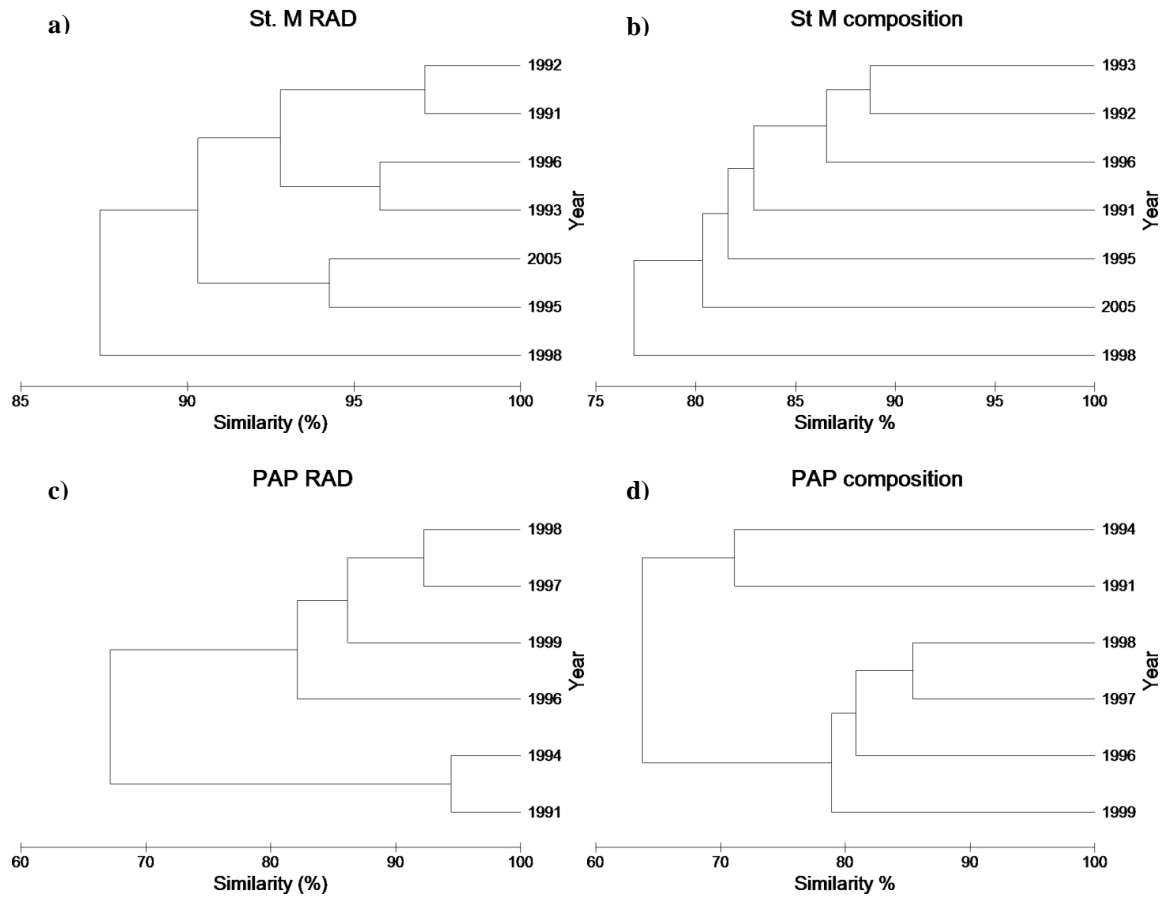 a)
St. M RAD
1992
1991
1996
1993
2005
1995
1998
Year
85 90 95 100
Similarity (%)
b)
St M composition
1993
1992
1996
1991
1995
2005
1998
Year
75 80 85 90 95 100
Similarity %
c)
PAP RAD
1998
1997
1999
1996
1994
1991
Year
60 70 80 90 100
Similarity (%)
d)
PAP composition
1994
1991
1998
1997
1996
1999
Year
60 70 80 90 100
Similarity %